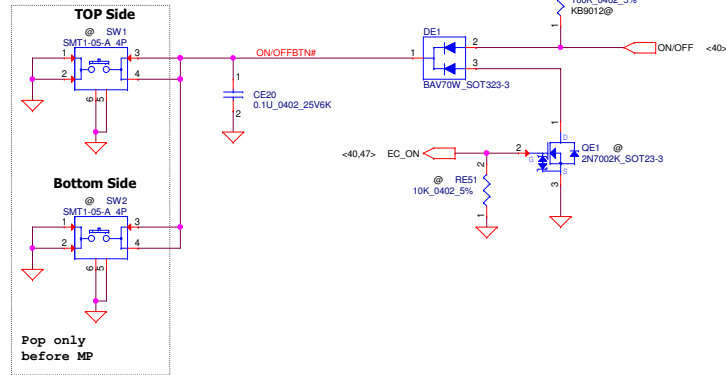 TOP Side
@ SW1
SMT1-05-A_4P
1
2
3
4
6
5
ON/OFFBTN#
1
2
CE20
0.1U_0402_25V6K
DE1
1
2
3
BAV70W_SOT323-3
100K_0402_5%
KB9012@
1
ON/OFF <40>
<40,47> EC_ON
2
1
@ RE51
10K_0402_5%
1
2
3
D
G
S
QE1 @
2N7002K_SOT23-3
Bottom Side
@ SW2
SMT1-05-A_4P
1
2
3
4
6
5
Pop only
before MP